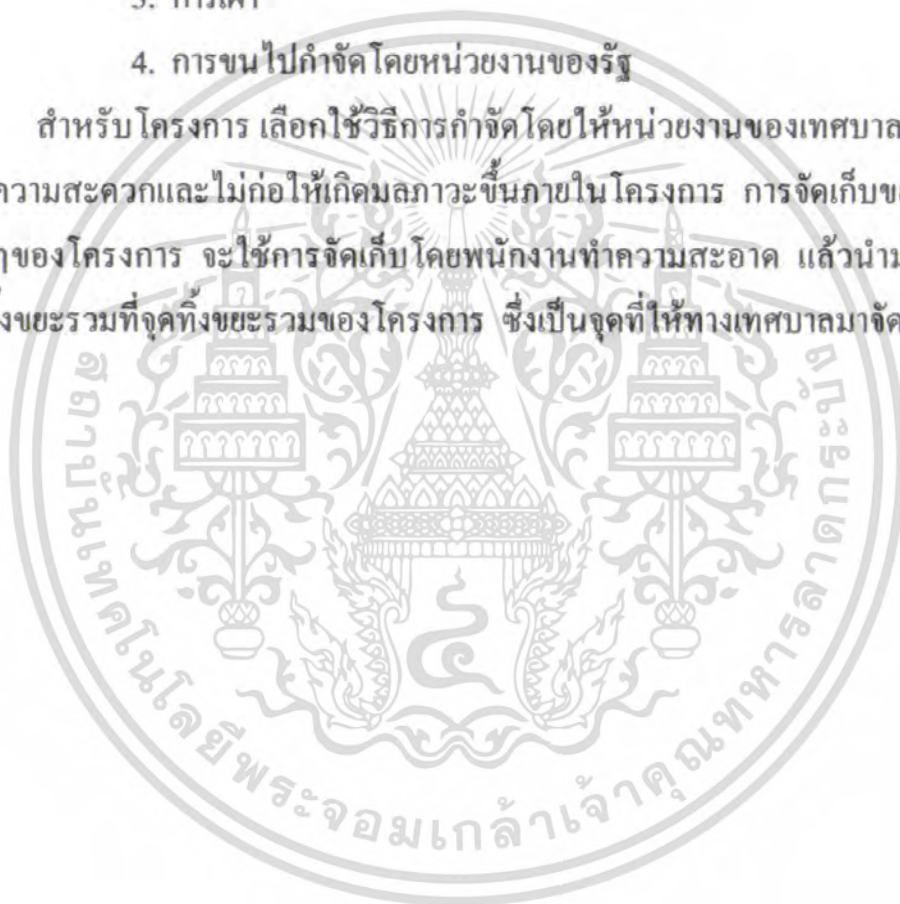 3. การเผา
4. การขนไปกำจัดโดยหน่วยงานของรัฐ
สำหรับโครงการ เลือกใช้วิธีการกำจัดโดยให้หน่วยงานของเทศบาล
ความสะดวกและไม่ก่อให้เกิดมลภาวะขึ้นภายในโครงการ การจัดเก็บข
ๆของโครงการ จะใช้การจัดเก็บโดยพนักงานทำความสะอาด แล้วนำม
งขยะรวมที่จุดทิ้งขยะรวมของโครงการ ซึ่งเป็นจุดที่ให้ทางเทศบาลมาจัด
สถาบันเทคโนโลยีพระจอมเกล้าเจ้าคุณทหารลาดกระบัง